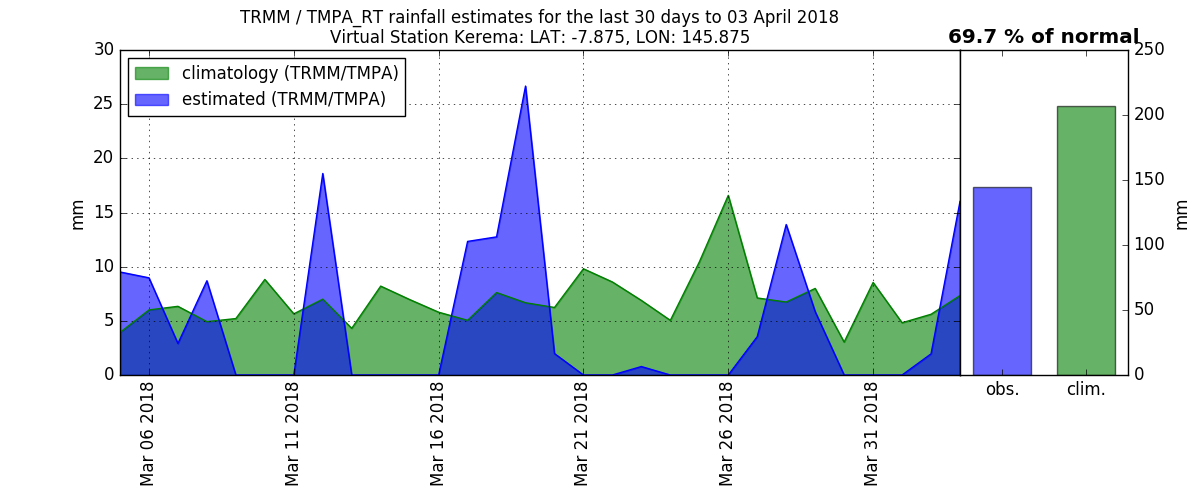 TRMM / TMPA_RT rainfall estimates for the last 30 days to 03 April 2018
Virtual Station Kerema: LAT: -7.875, LON: 145.875
69.7 % of normal
climatology (TRMM/TMPA)
estimated (TRMM/TMPA)
30
25
20
15
10
5
0
mm
Mar 06 2018
Mar 11 2018
Mar 16 2018
Mar 21 2018
Mar 26 2018
Mar 31 2018
obs.
clim.
250
200
150
100
50
0
mm